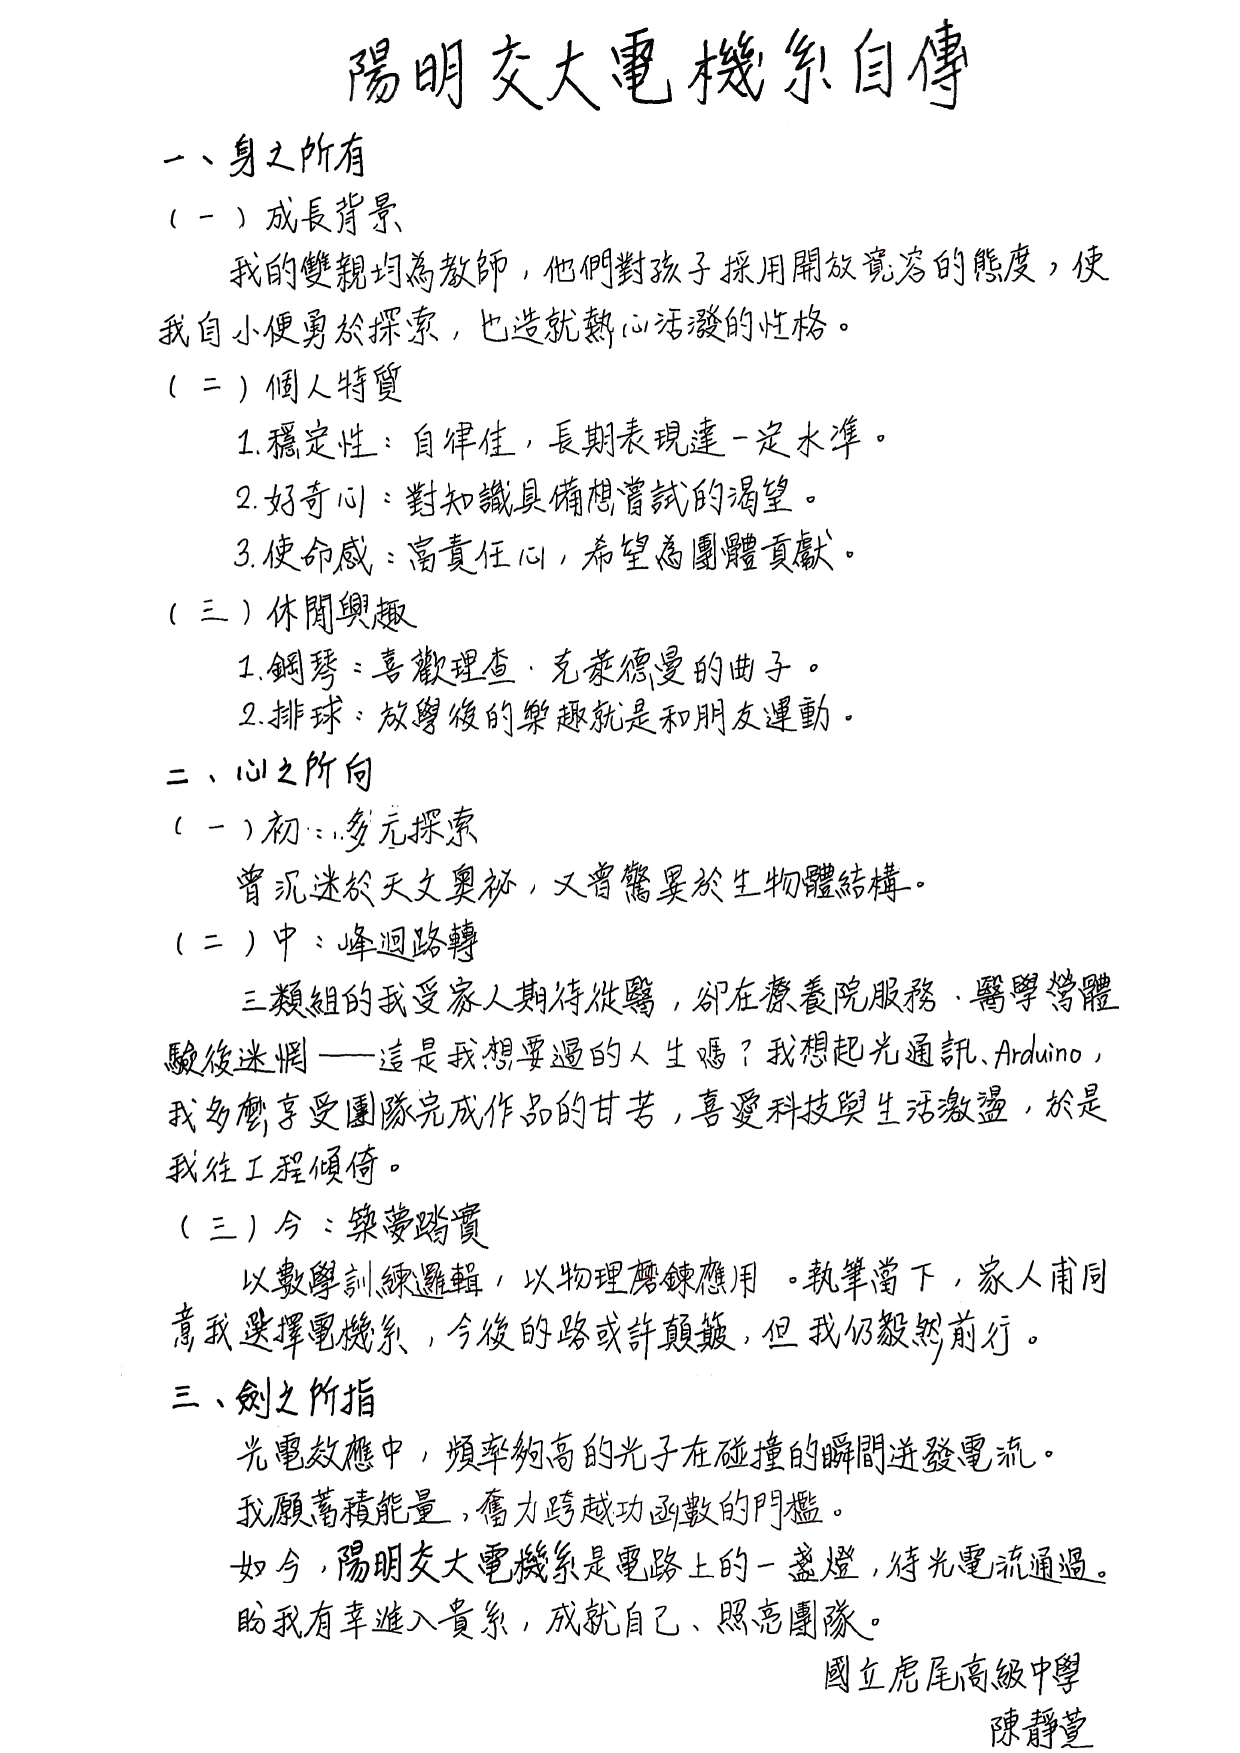 陽明交大電機系自傳
一、身之所有
(一)成長背景
我的雙親均為教師，他們對孩子採用開放寬容的態度，使
我自小便勇於探索，也造就熱心活潑的性格。
(二)個人特質
1.穩定性：自律佳，長期表現達一定水準。
2.好奇心：對知識具備想嘗試的渴望。
3.使命感：富責任心，希望為團體貢獻。
(三)休閒興趣
1.鋼琴：喜歡理查．克萊德曼的曲子。
2.排球：放學後的樂趣就是和朋友運動。
二、心之所向
(一)初：多元探索
曾沉迷於天文奧祕，又曾驚異於生物體結構。
(二)中：峰迴路轉
三類組的我受家人期待從醫，卻在療養院服務．醫學營體
驗後迷惘——這是我想要過的人生嗎？我想起光通訊、Arduino，
我多麼享受團隊完成作品的甘苦，喜愛科技與生活激盪，於是
我往工程傾倚。
(三)今：築夢踏實
以數學訓練邏輯，以物理磨鍊應用。執筆當下，家人甫同
意我選擇電機系，今後的路或許顛簸，但我仍毅然前行。
三、劍之所指
光電效應中，頻率夠高的光子在碰撞的瞬間迸發電流。
我願蓄積能量，奮力跨越功函數的門檻。
如今，陽明交大電機系是電路上的一盞燈，待光電流通過。
盼我有幸進入貴系，成就自己、照亮團隊。
國立虎尾高級中學
陳靜萱